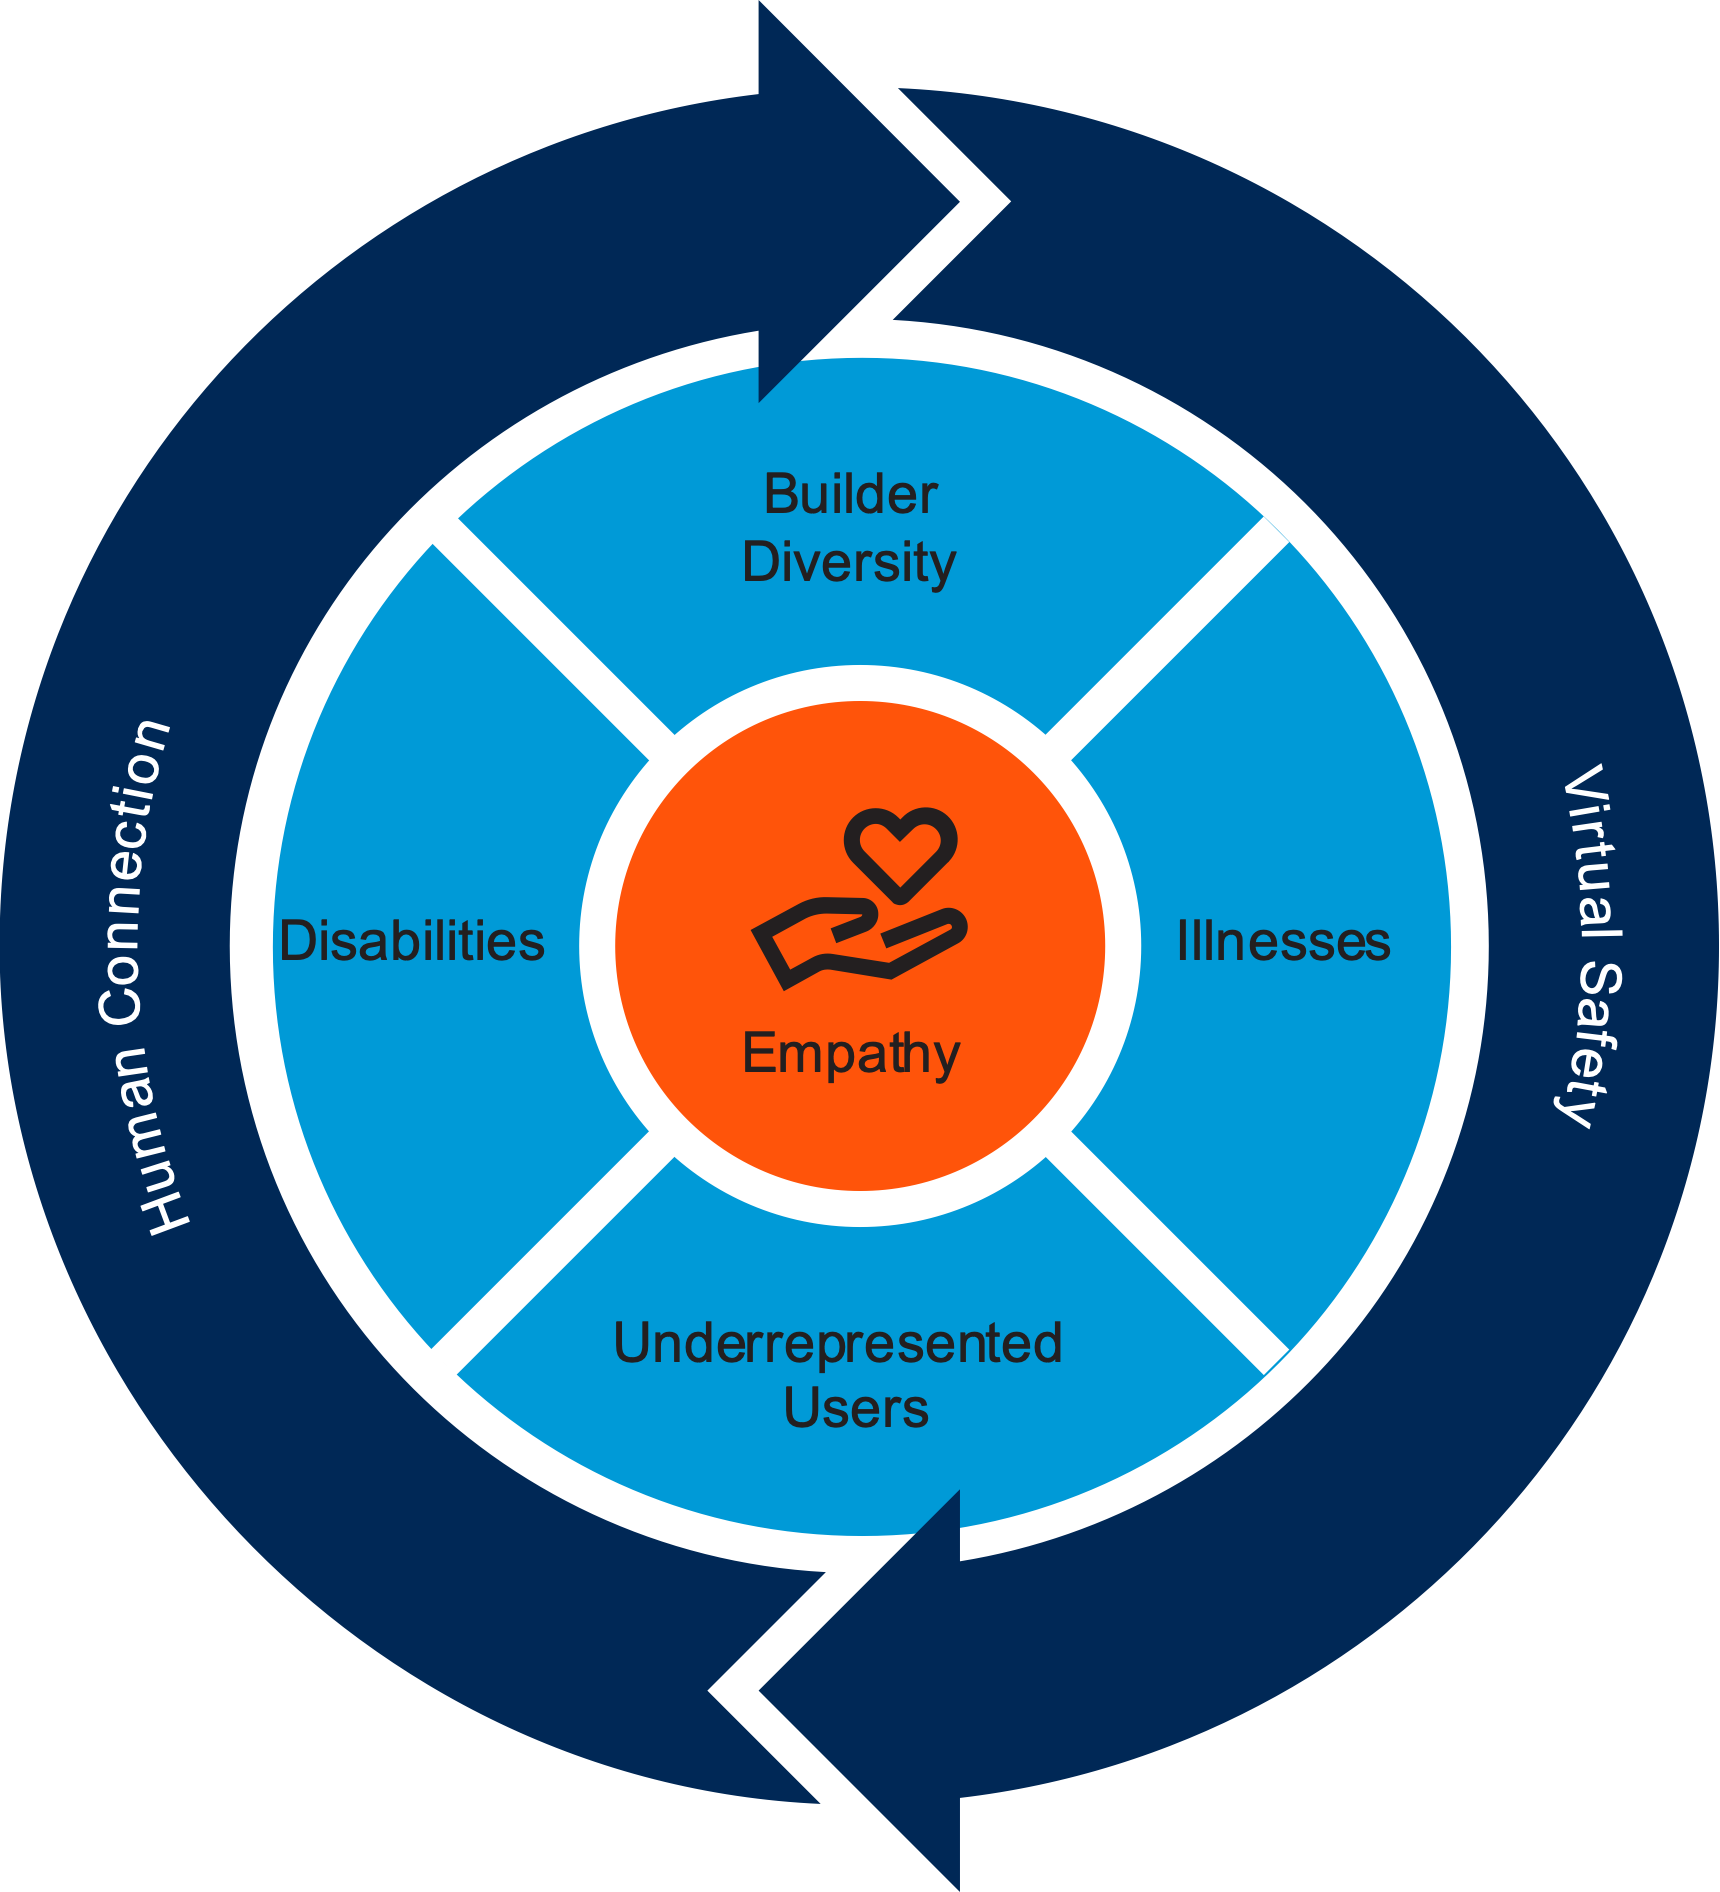 Builder
Diversity
Human Connection
Disabilities
Empathy
Illnesses
Virtual Safety
Underrepresented
Users